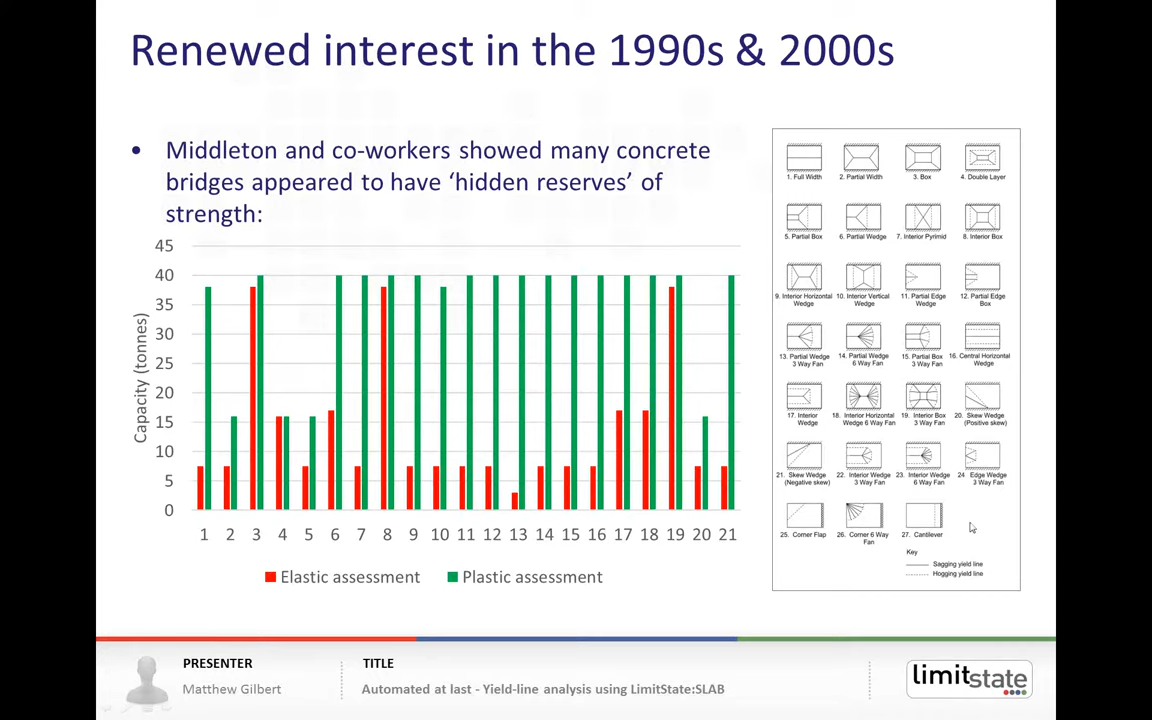 Renewed interest in the 1990s & 2000s
• Middleton and co-workers showed many concrete
bridges appeared to have ‘hidden reserves’ of
strength:
45
40
35
30
25
20
15
10
5
0
Capacity (tonnes)
1 2 3 4 5 6 7 8 9 10 11 12 13 14 15 16 17 18 19 20 21
Elastic assessment Plastic assessment
1. Full Width 2. Partial Width 3. Box 4. Double Layer
5. Partial Box 6. Partial Wedge 7. Interior Pyramid 8. Interior Box
9. Interior Horizontal Wedge 10. Interior Vertical Wedge 11. Partial Edge Wedge 12. Partial Edge Box
13. Partial Wedge 3 Way Fan 14. Partial Wedge 6 Way Fan 15. Partial Box 3 Way Fan 16. Central Horizontal Wedge
17. Interior Wedge 18. Interior Horizontal Wedge 6 Way Fan 19. Interior Box 3 Way Fan 20. Skew Wedge (Positive skew)
21. Skew Wedge (Negative skew) 22. Interior Wedge 3 Way Fan 23. Interior Wedge 6 Way Fan 24 Edge Wedge 3 Way Fan
25. Corner Flap 26. Corner 6 Way Fan 27. Cantilever
Key
Sagging yield line
Hogging yield line
PRESENTER
Matthew Gilbert
TITLE
Automated at last - Yield-line analysis using LimitState:SLAB
limitstate